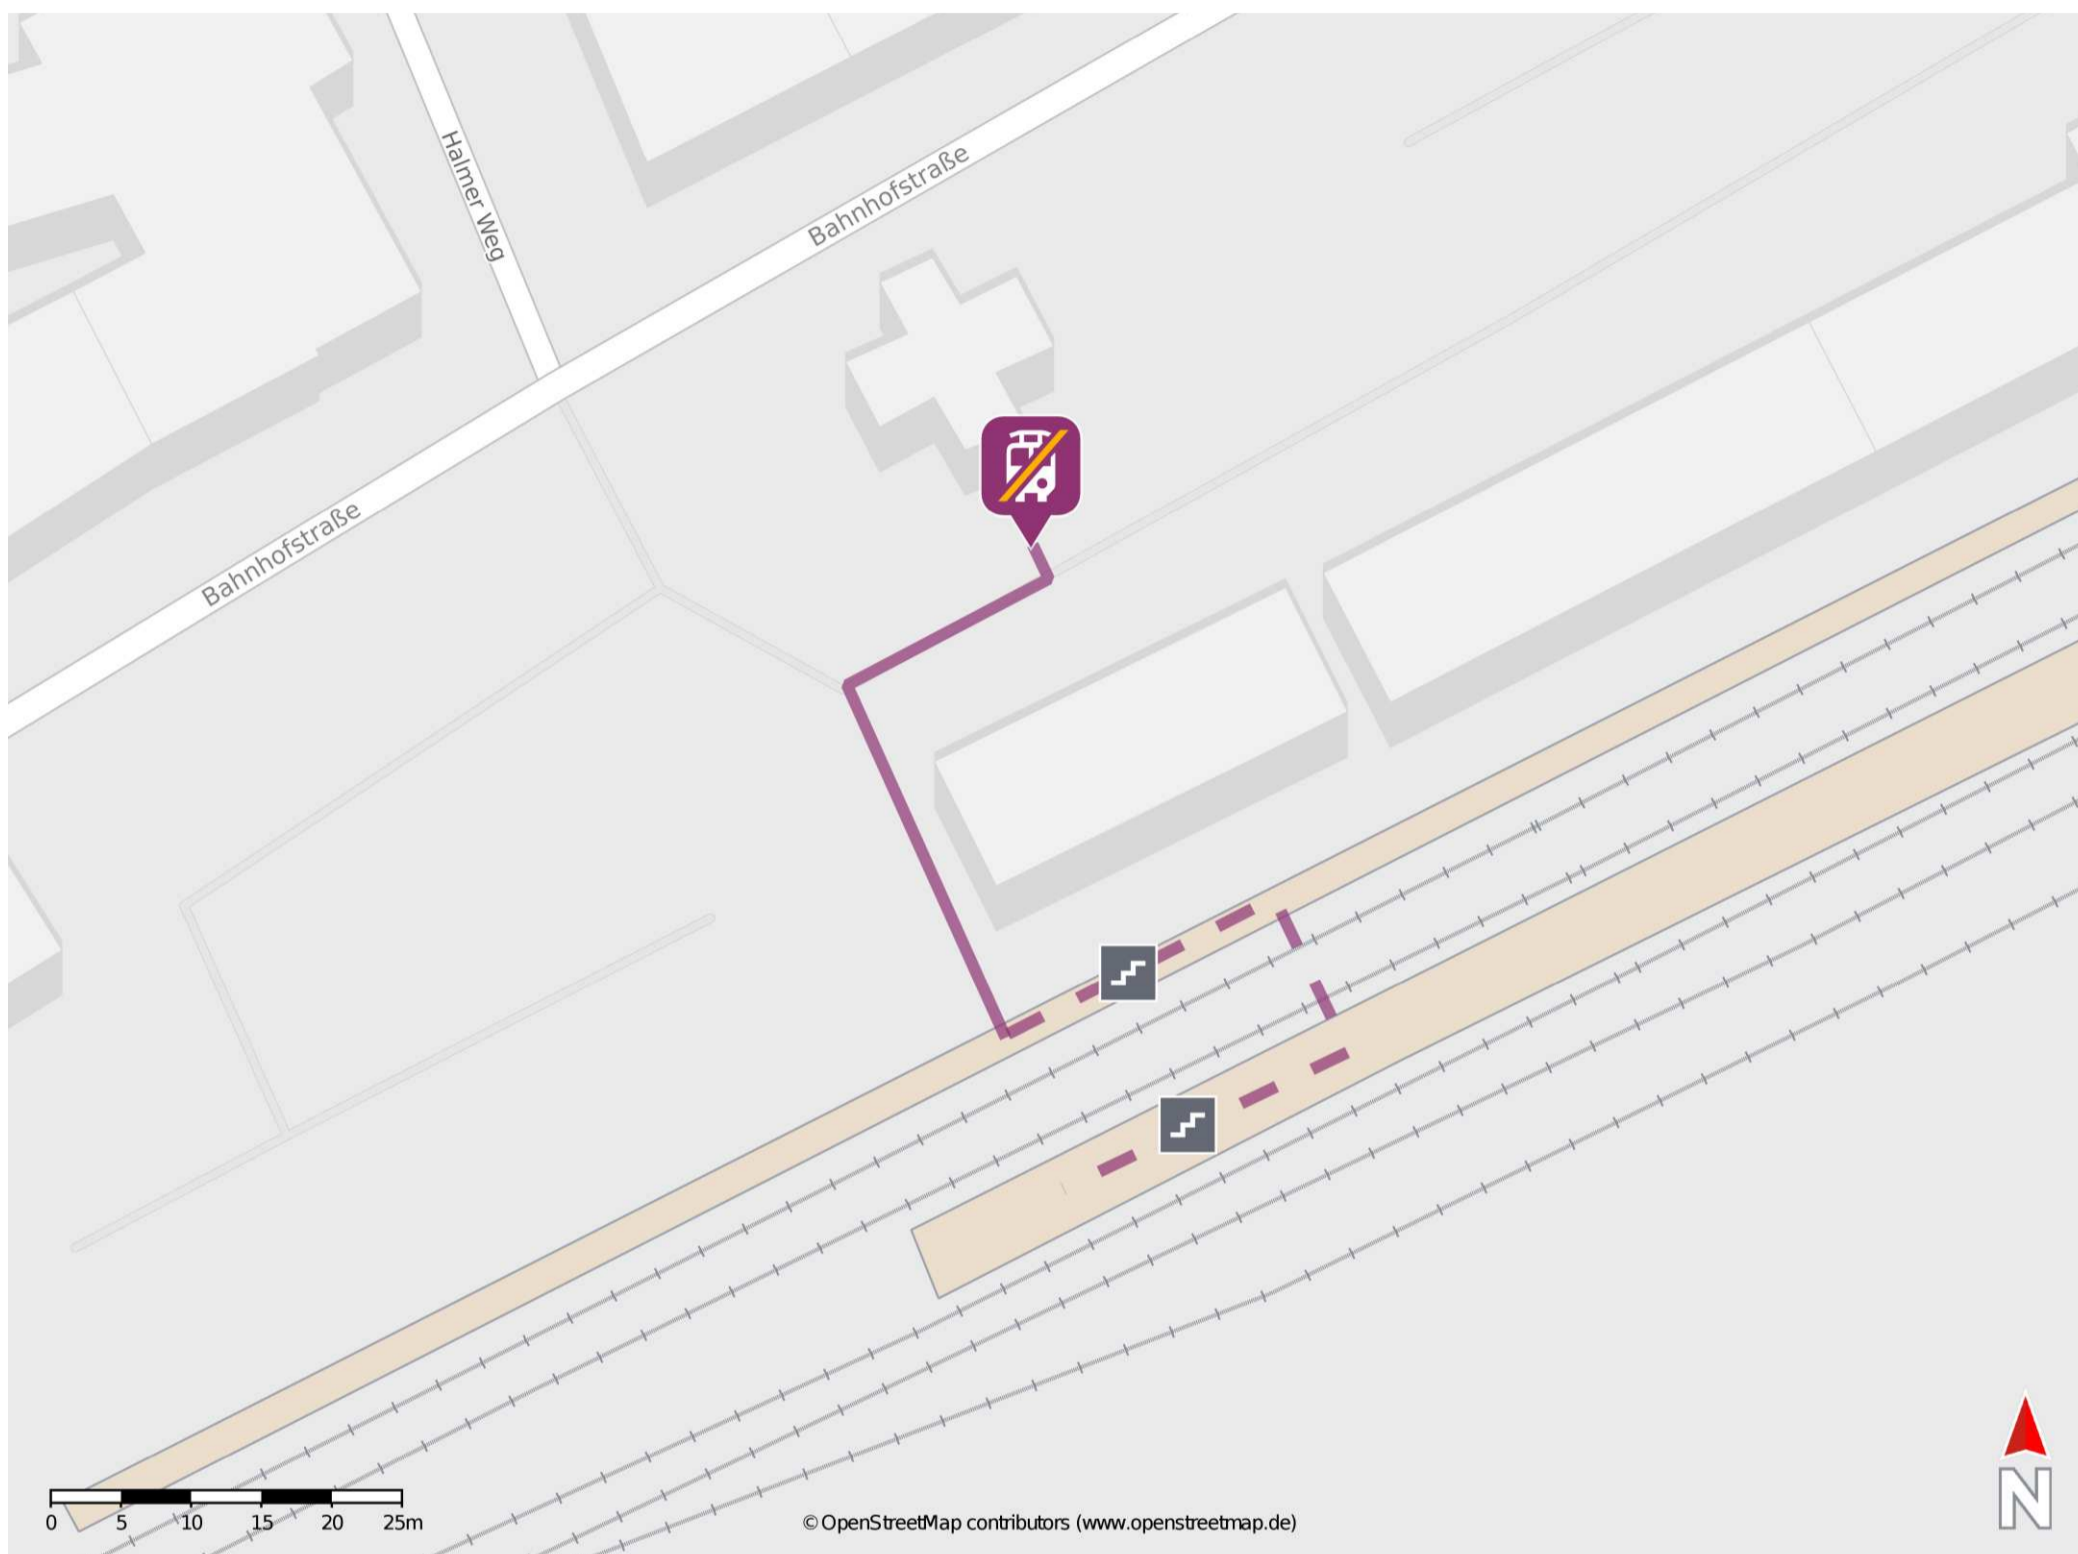 Halmer Weg
Bahnhofstraße
Bahnhofstraße
0 5 10 15 20 25m
© OpenStreetMap contributors (www.openstreetmap.de)
N